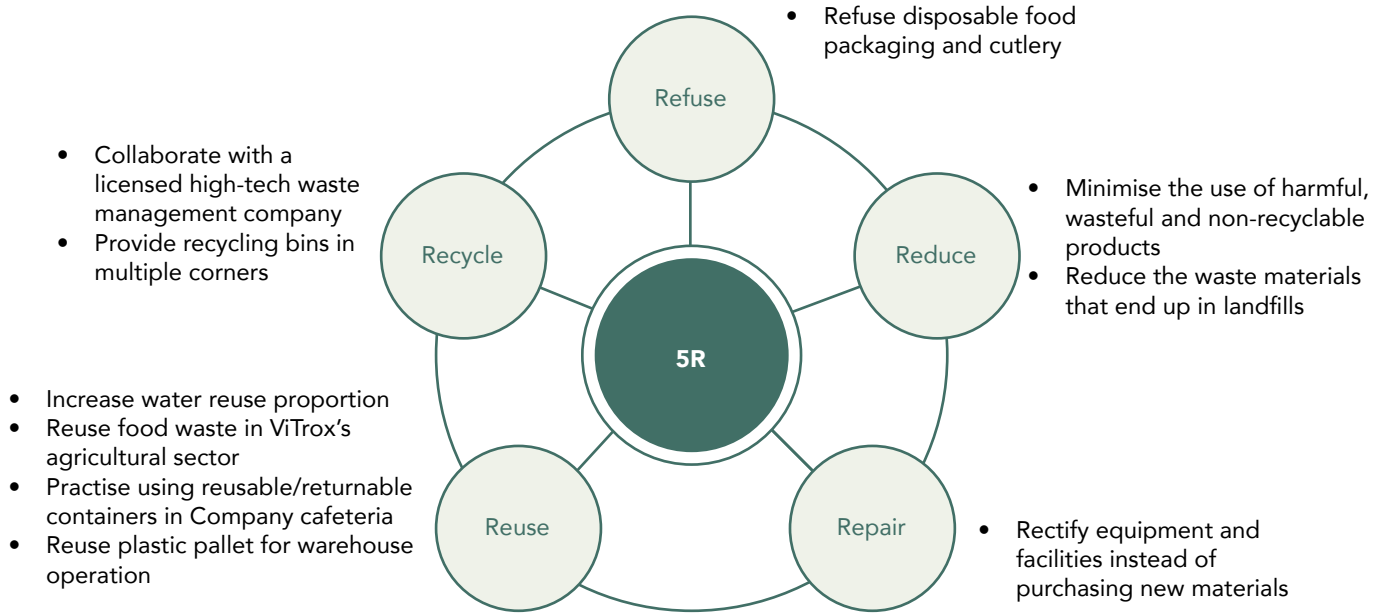 • Refuse disposable food
packaging and cutlery
Refuse
• Collaborate with a
licensed high-tech waste
management company
• Provide recycling bins in
multiple corners
Recycle
Reduce
• Minimise the use of harmful,
wasteful and non-recyclable
products
• Reduce the waste materials
that end up in landfills
5R
• Increase water reuse proportion
• Reuse food waste in ViTrox's
agricultural sector
• Practise using reusable/returnable
containers in Company cafeteria
• Reuse plastic pallet for warehouse
operation
Reuse
Repair
• Rectify equipment and
facilities instead of
purchasing new materials